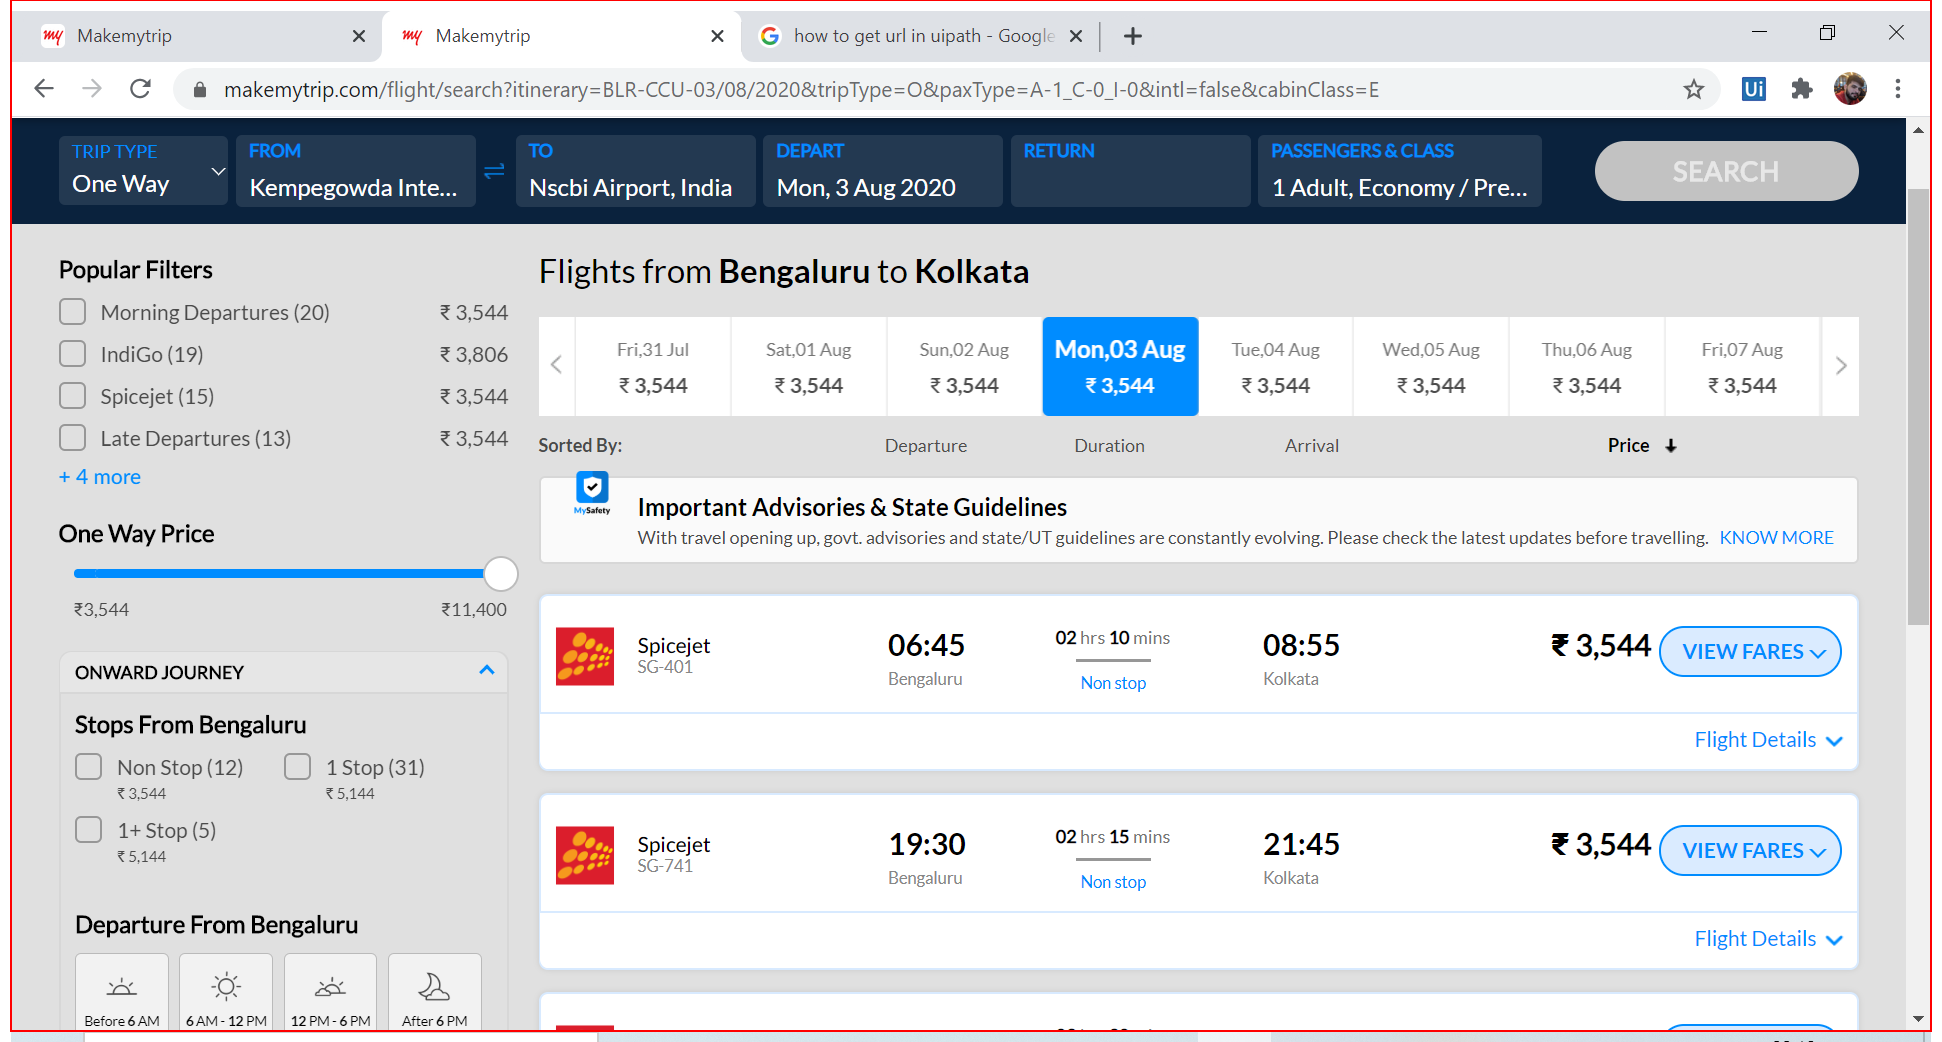 my Makemytrip
my Makemytrip
how to get url in uipath - Google
makemytrip.com/flight/search?itinerary=BLR-CCU-03/08/2020&tripType=O&paxType=A-1_C-0_I-0&intl=false&cabinClass=E
Ui
TRIP TYPE
One Way
FROM
Kempegowda Inte...
TO
Nscbi Airport, India
DEPART
Mon, 3 Aug 2020
RETURN
PASSENGERS & CLASS
1 Adult, Economy / Pre...
SEARCH
Popular Filters
Morning Departures (20) ₹ 3,544
IndiGo (19) ₹ 3,806
Spicejet (15) ₹ 3,544
Late Departures (13) ₹ 3,544
+ 4 more
One Way Price
₹3,544 ₹11,400
ONWARD JOURNEY
Stops From Bengaluru
Non Stop (12) 1 Stop (31)
₹ 3,544 ₹ 5,144
1+ Stop (5)
₹ 5,144
Departure From Bengaluru
Before 6 AM 6 AM - 12 PM 12 PM - 6 PM After 6 PM
Flights from Bengaluru to Kolkata
Fri,31 Jul Sat,01 Aug Sun,02 Aug Mon,03 Aug Tue,04 Aug Wed,05 Aug Thu,06 Aug Fri,07 Aug
₹ 3,544 ₹ 3,544 ₹ 3,544 ₹ 3,544 ₹ 3,544 ₹ 3,544 ₹ 3,544 ₹ 3,544
Sorted By: Departure Duration Arrival Price
MySafety
Important Advisories & State Guidelines
With travel opening up, govt. advisories and state/UT guidelines are constantly evolving. Please check the latest updates before travelling. KNOW MORE
Spicejet
SG-401
06:45
Bengaluru
02 hrs 10 mins
Non stop
08:55
Kolkata
₹ 3,544
VIEW FARES
Flight Details
Spicejet
SG-741
19:30
Bengaluru
02 hrs 15 mins
Non stop
21:45
Kolkata
₹ 3,544
VIEW FARES
Flight Details